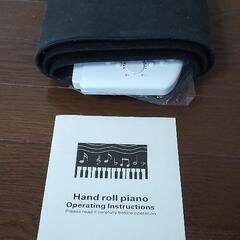 Hand roll piano
Operating Instructions
Please read it carefully before operation